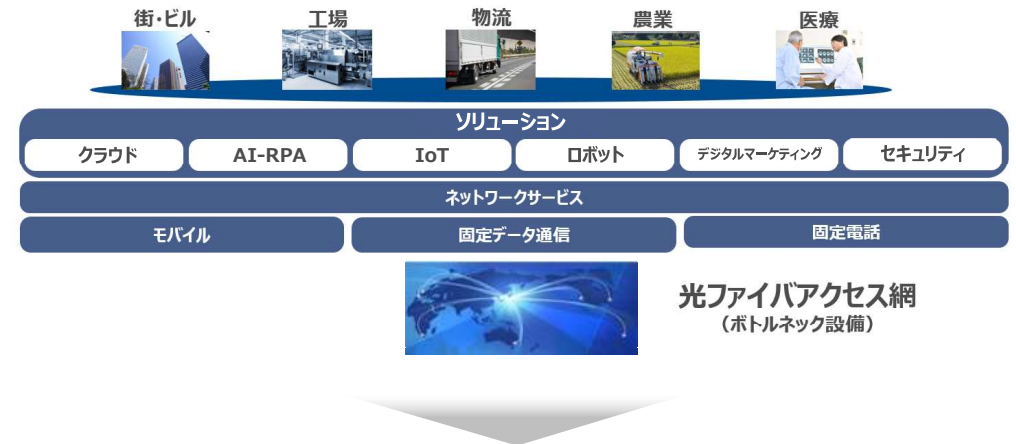 街・ビル
工場
物流
農業
医療
ソリューション
クラウド
AI-RPA
IoT
ロボット
デジタルマーケティング
セキュリティ
ネットワークサービス
モバイル
固定データ通信
固定電話
光ファイバアクセス網
（ボトルネック設備）